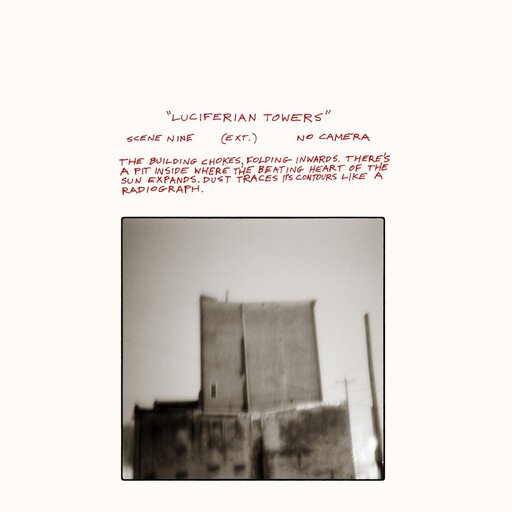 "LUCIFERIAN TOWERS"
SCENE NINE (EXT.) NO CAMERA
THE BUILDING CHOKES, FOLDING INWARDS. THERE'S
A PIT INSIDE WHERE THE BEATING HEART OF THE
SUN EXPANDS. DUST TRACES ITS CONTOURS LIKE A
RADIOGRAPH.